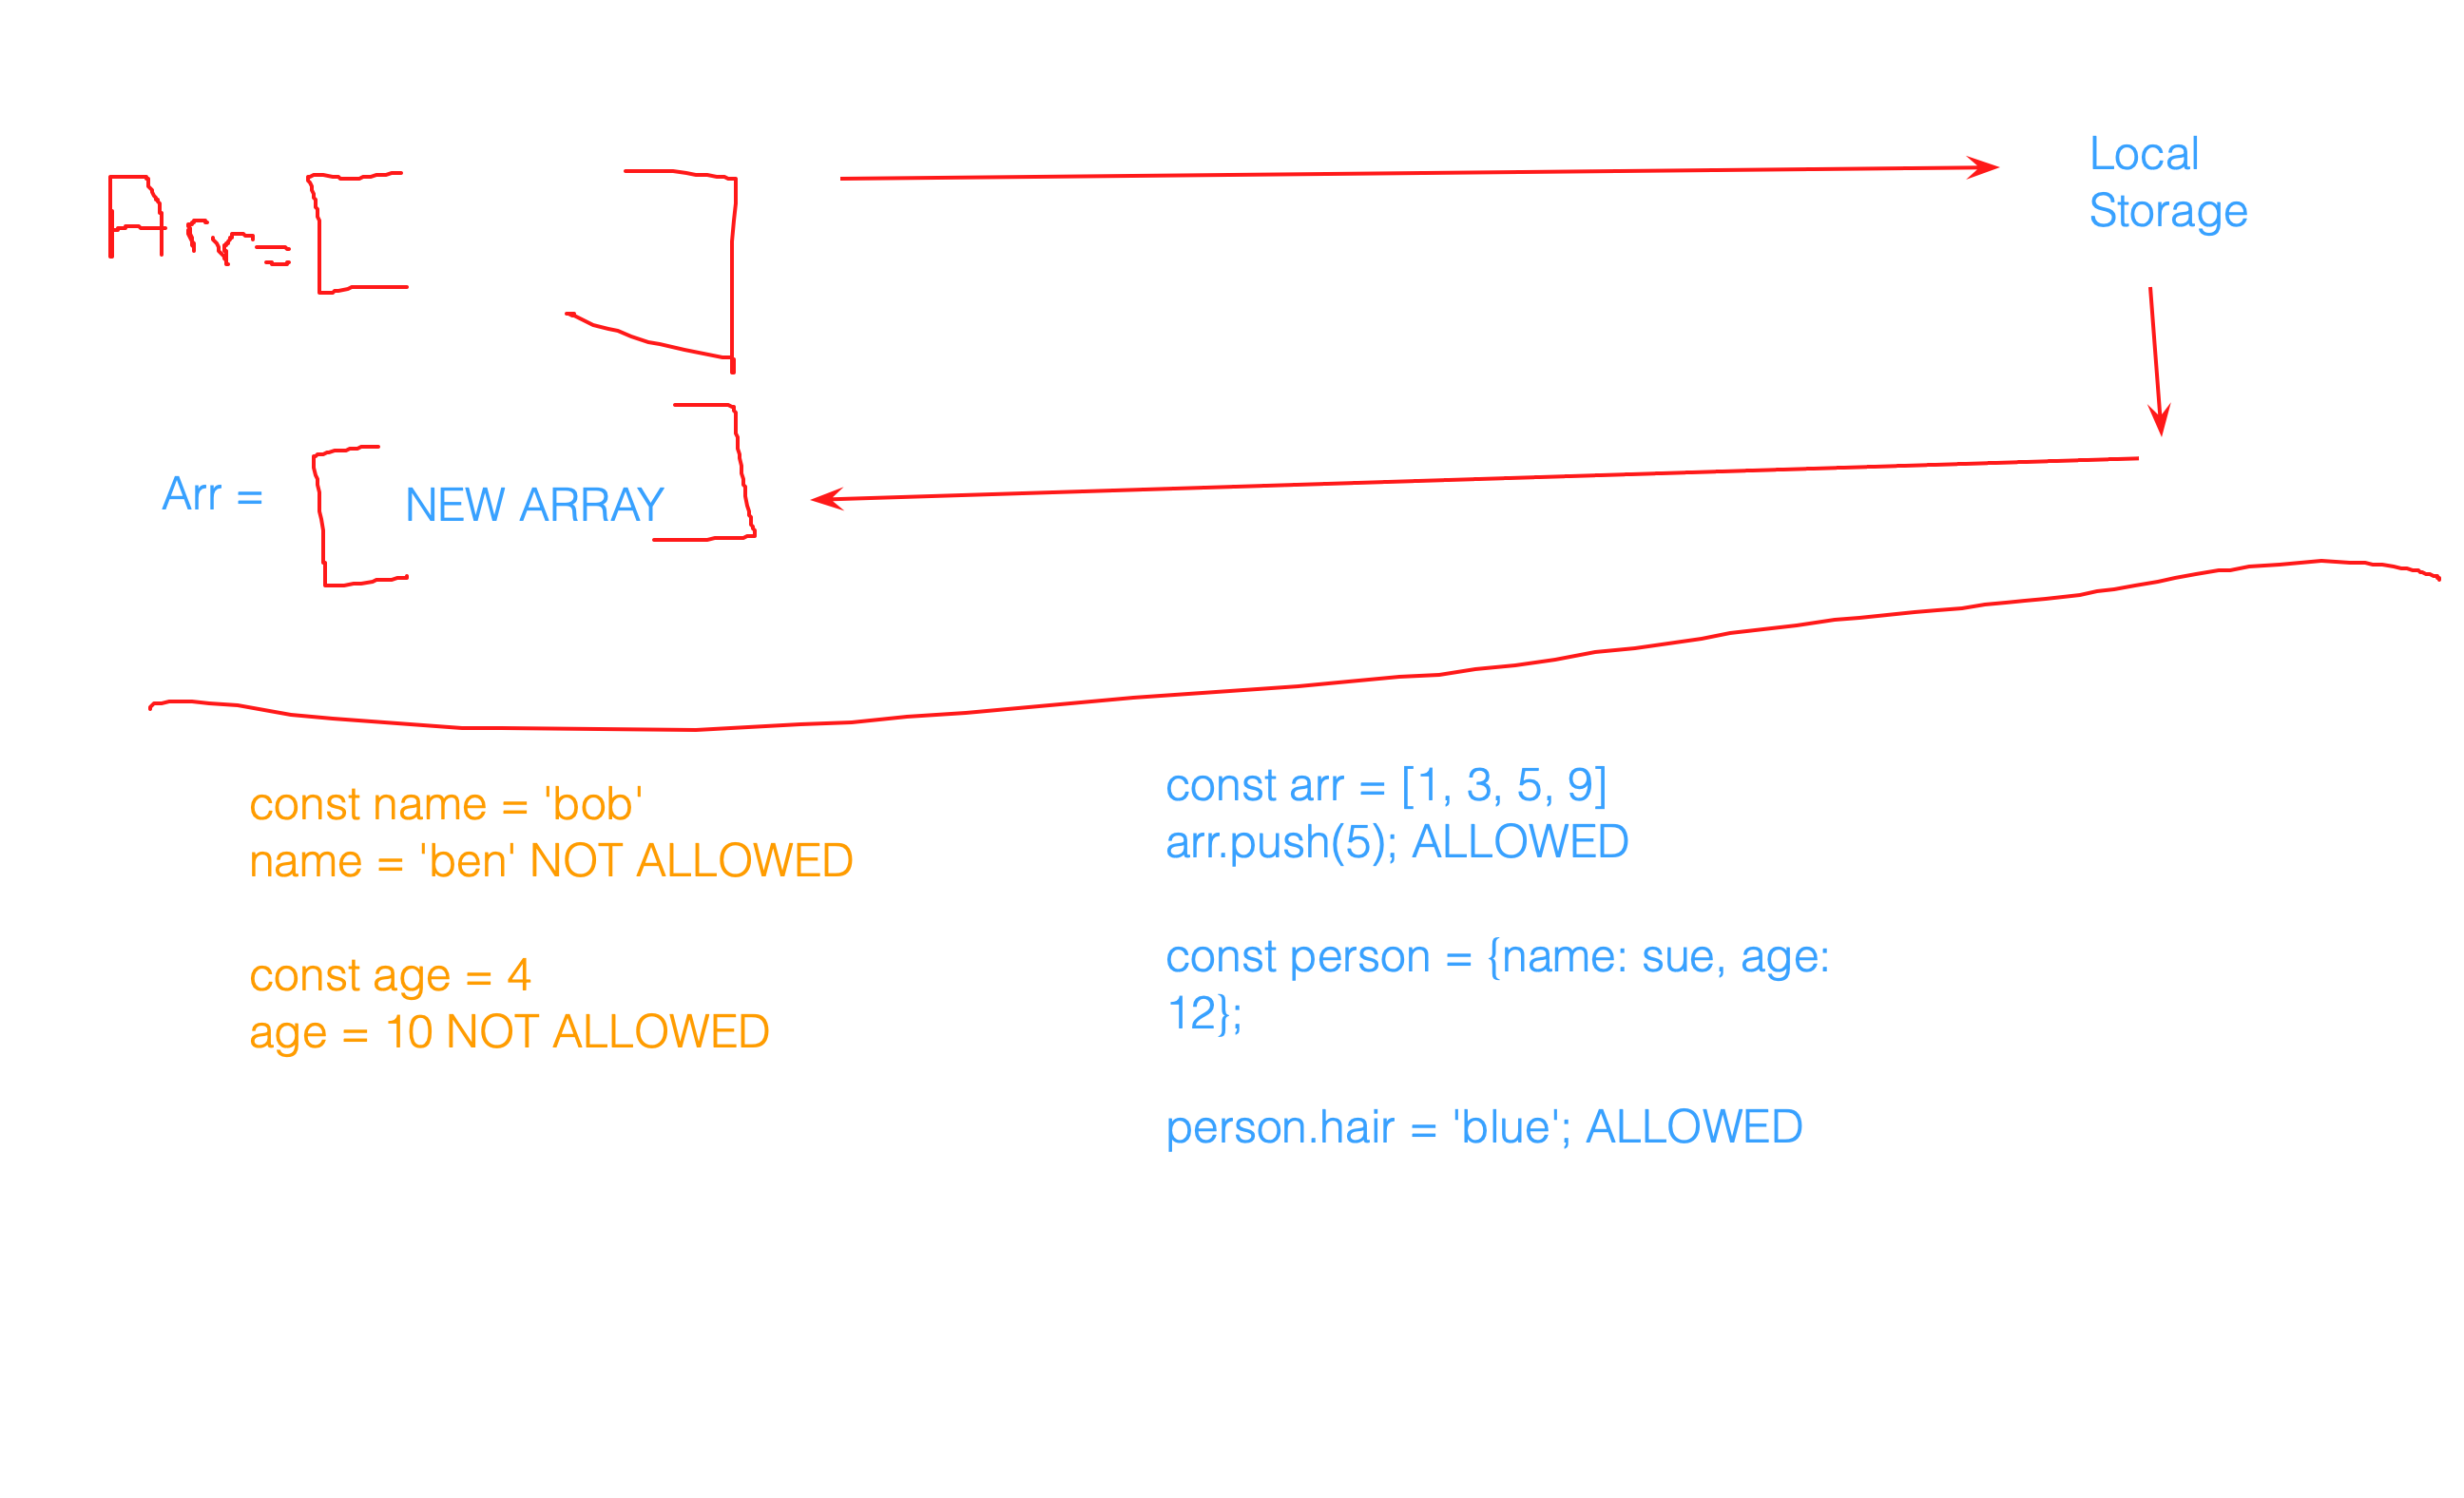 Arr=
Local
Storage
Arr =
NEW ARRAY
const name = 'bob'
name = 'ben' NOT ALLOWED
const age = 4
age = 10 NOT ALLOWED
const arr = [1, 3, 5, 9]
arr.push(5); ALLOWED
const person = {name: sue, age:
12};
person.hair = 'blue'; ALLOWED